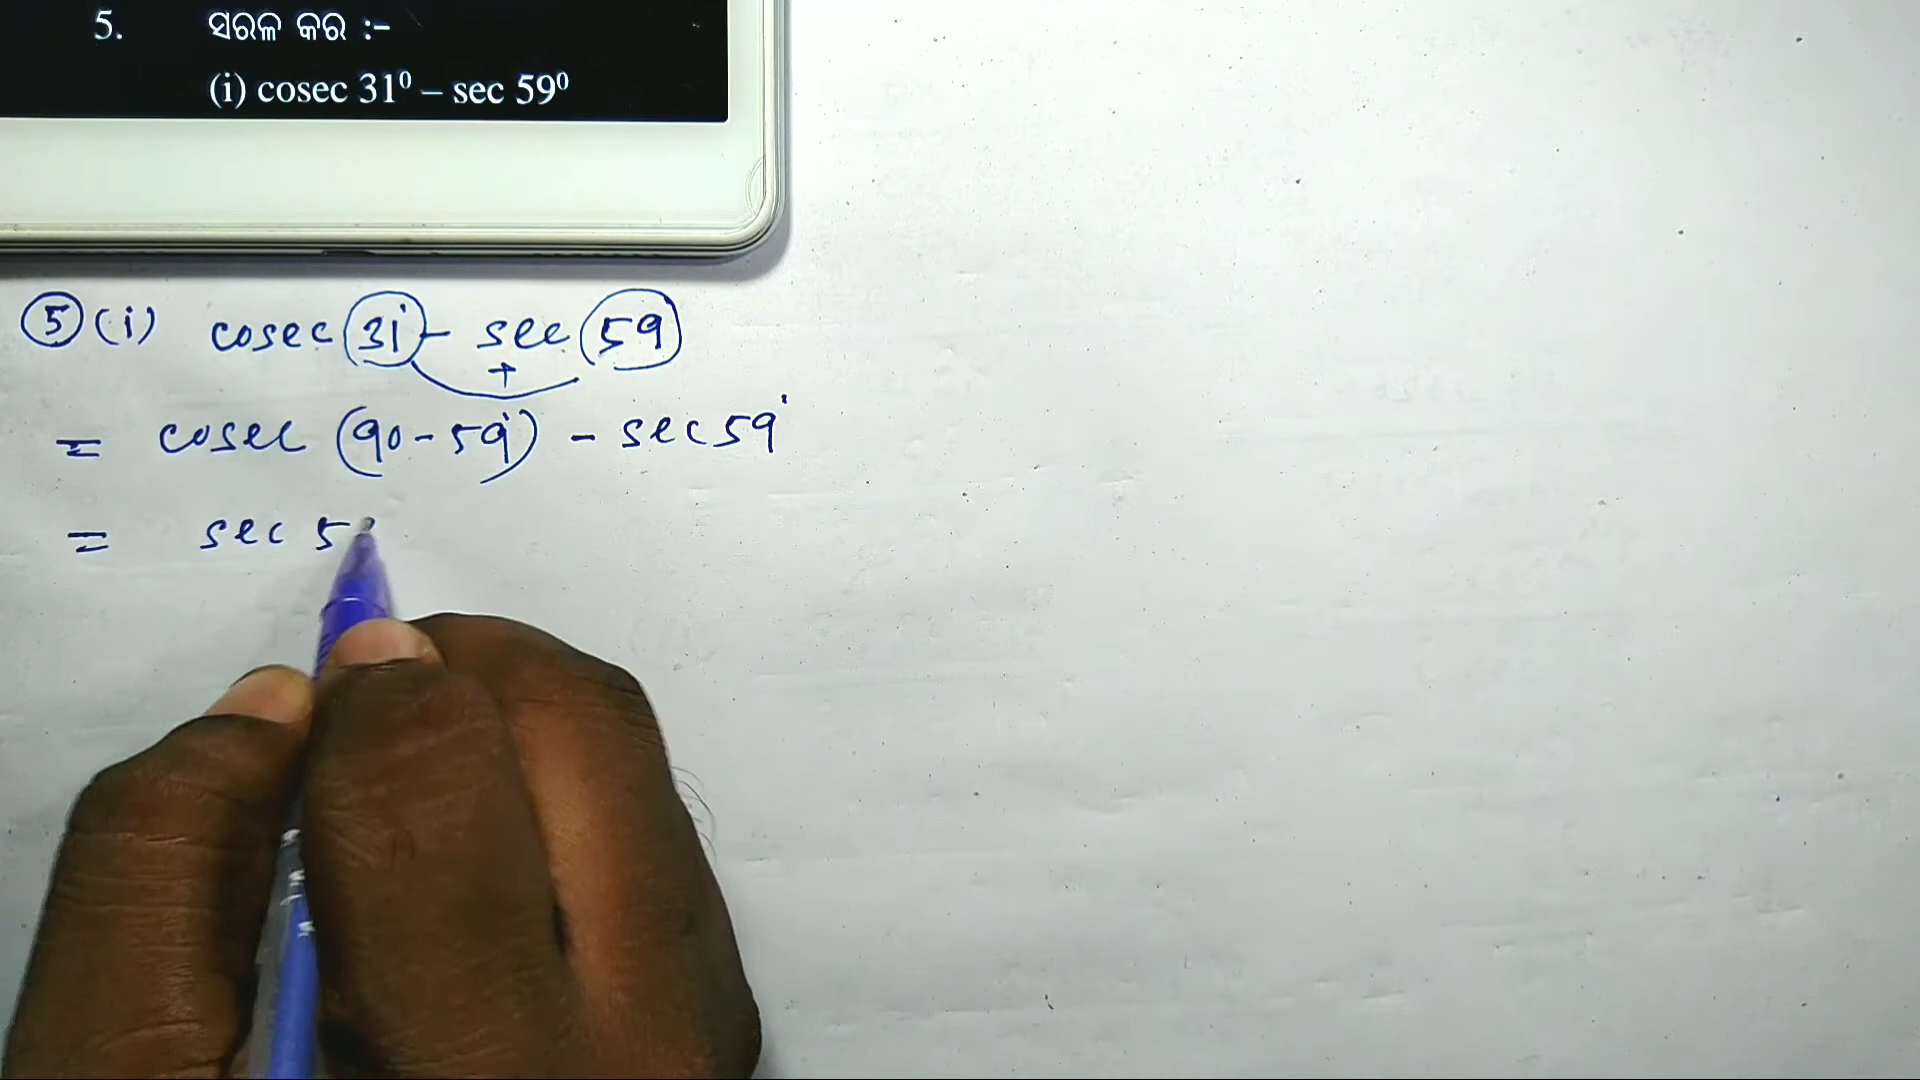 5. ସରଳ କର :-
(i) cosec 31⁰ – sec 59⁰
5 (i) cosec 31° - sec 59
+
= cosec (90 - 59°) - sec 59°
= sec 5